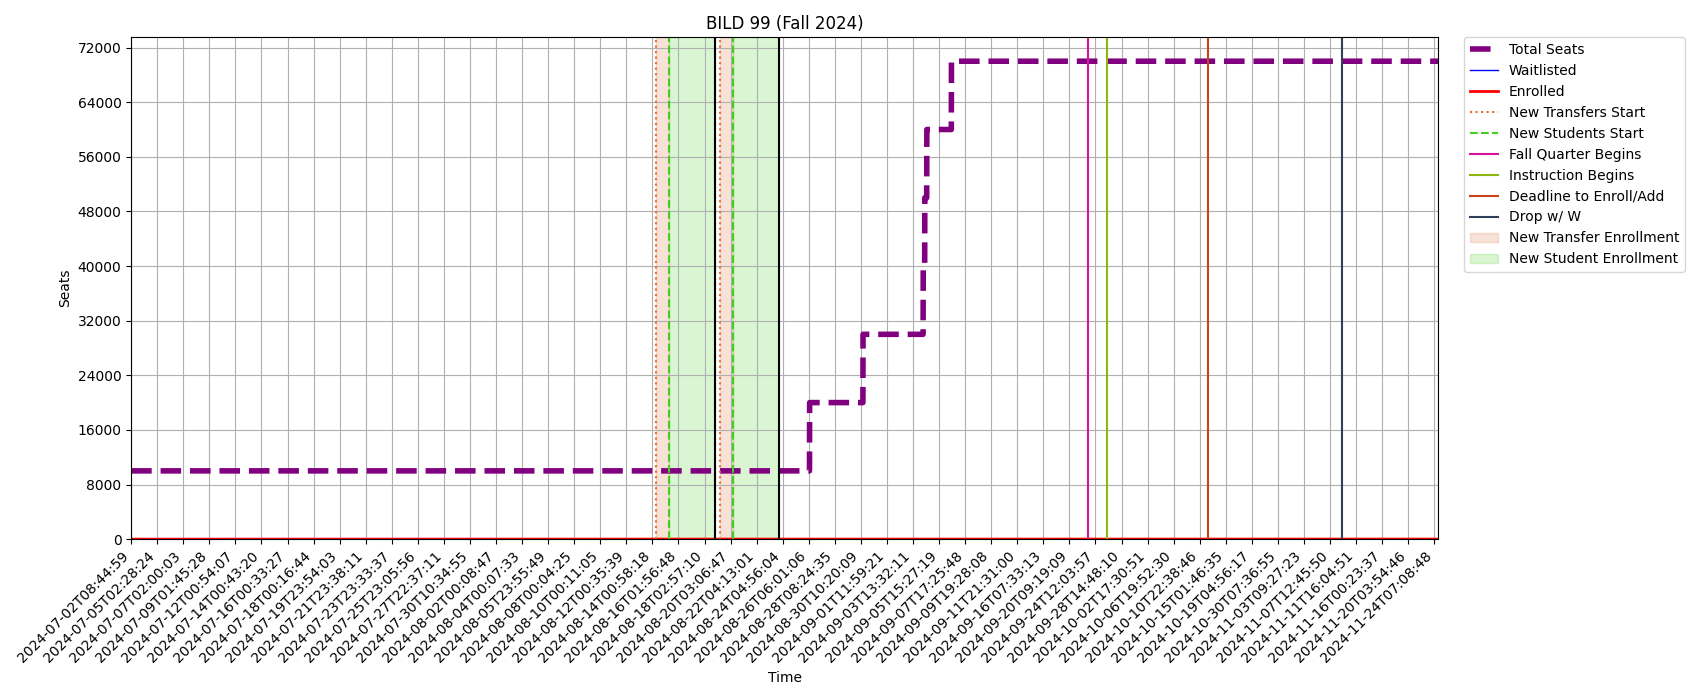 BILD 99 (Fall 2024)
72000
64000
56000
48000
40000
32000
24000
16000
8000
0
Seats
2024-07-02T08:44:59
2024-07-05T02:28:24
2024-07-07T02:00:03
2024-07-09T01:45:28
2024-07-12T00:54:07
2024-07-14T00:43:20
2024-07-16T00:33:27
2024-07-18T00:16:44
2024-07-19T23:54:03
2024-07-21T23:38:11
2024-07-23T23:33:37
2024-07-25T23:05:56
2024-07-27T22:37:11
2024-07-30T10:34:55
2024-08-02T00:08:47
2024-08-04T00:07:33
2024-08-05T23:55:49
2024-08-08T00:04:25
2024-08-10T01:11:05
2024-08-12T00:35:39
2024-08-14T00:58:18
2024-08-16T01:56:48
2024-08-18T02:57:10
2024-08-20T03:06:47
2024-08-22T04:13:01
2024-08-24T04:56:04
2024-08-26T06:01:06
2024-08-28T08:24:35
2024-08-30T10:20:09
2024-09-01T11:59:21
2024-09-03T13:32:11
2024-09-05T15:27:19
2024-09-07T17:25:48
2024-09-09T19:28:08
2024-09-11T21:31:00
2024-09-16T07:33:13
2024-09-20T09:19:09
2024-09-24T12:03:57
2024-09-28T14:48:10
2024-10-02T17:30:51
2024-10-06T19:52:30
2024-10-10T22:38:46
2024-10-15T01:46:35
2024-10-19T04:56:17
2024-10-30T07:36:55
2024-11-03T09:27:23
2024-11-07T12:45:50
2024-11-11T16:04:51
2024-11-16T00:23:37
2024-11-20T03:54:46
2024-11-24T07:08:48
Time
Total Seats
Waitlisted
Enrolled
New Transfers Start
New Students Start
Fall Quarter Begins
Instruction Begins
Deadline to Enroll/Add
Drop w/ W
New Transfer Enrollment
New Student Enrollment